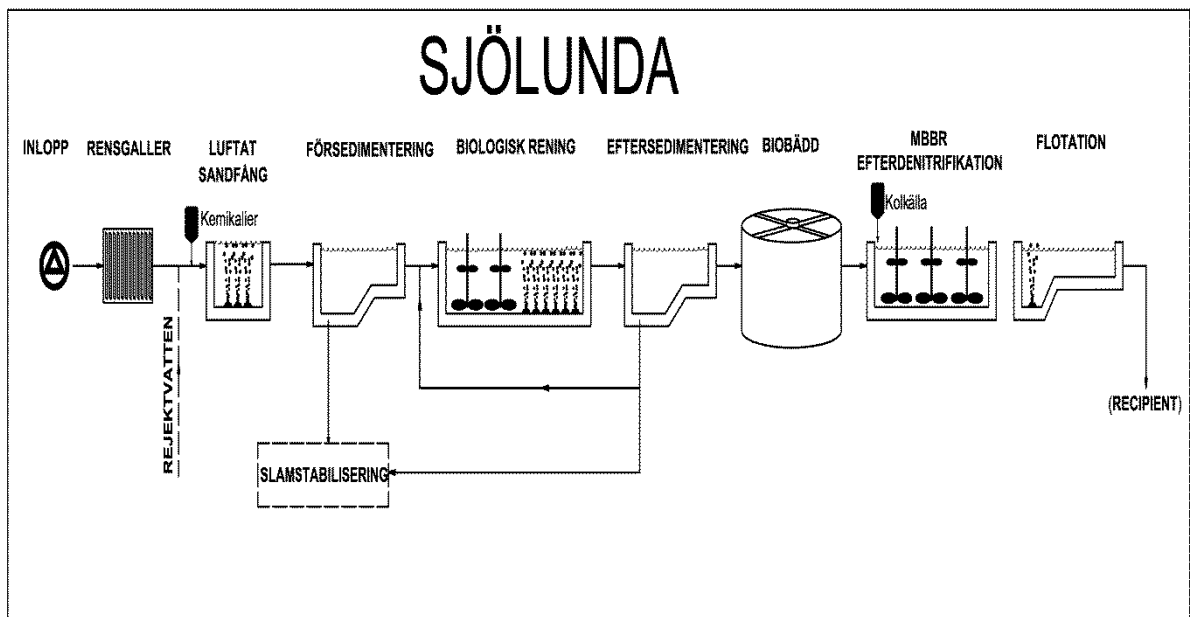 SJÖLUNDA
INLOPP
RENSGALLER
LUFTAT
SANDFÅNG
FÖRSEDIMENTERING
BIOLOGISK RENING
EFTERSEDIMENTERING
BIOBÄDD
MBBR
EFTERDENITRIFIKATION
FLOTATION
Kemikalier
Kolkälla
REJEKTVATTEN
SLAMSTABILISERING
(RECIPIENT)